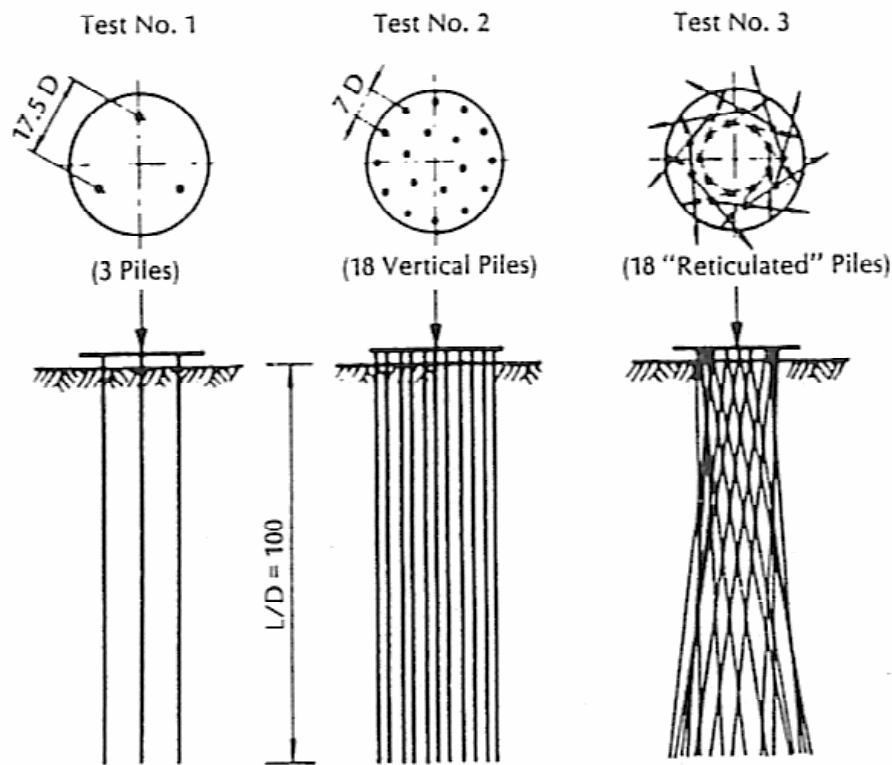 Test No. 1
Test No. 2
Test No. 3
17.5 D
7 D
(3 Piles)
(18 Vertical Piles)
(18 "Reticulated" Piles)
L/D = 100